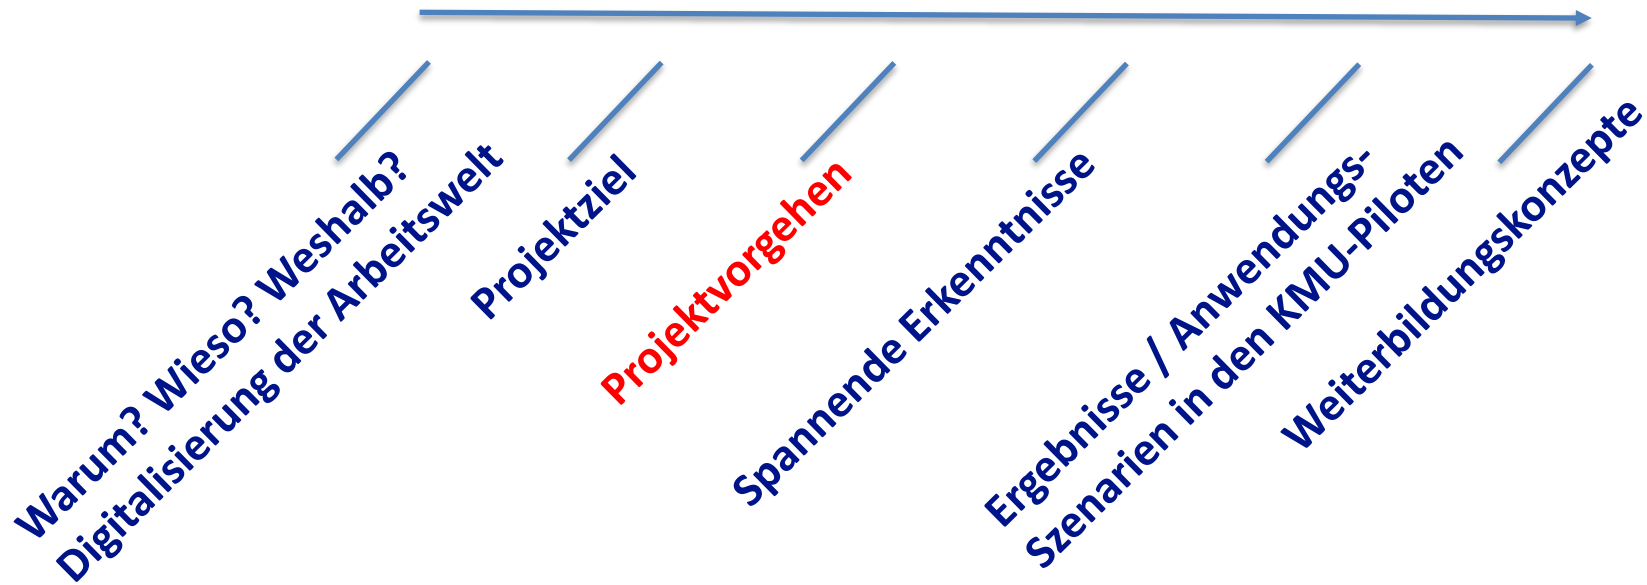 Warum? Wieso? Weshalb?
Digitalisierung der Arbeitswelt
Projektziel
Projektvorgehen
Spannende Erkenntnisse
Ergebnisse / Anwendungs-
Szenarien in den KMU-Piloten
Weiterbildungskonzepte